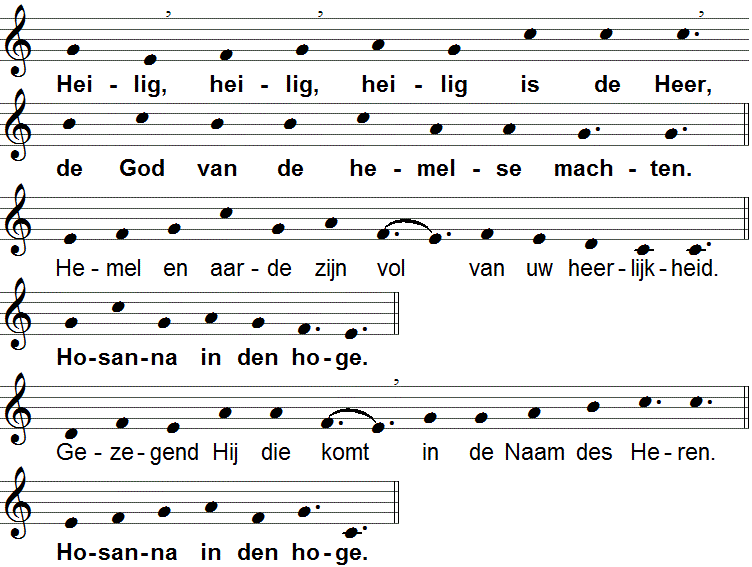 Hei - lig, hei - lig, hei - lig is de Heer,
de God van de he - mel - se mach - ten.
He - mel en aar - de zijn vol van uw heer - lijk - heid.
Ho-san-na in den ho-ge.
Ge - ze - gend Hij die komt in de Naam des He - ren.
Ho-san-na in den ho-ge.